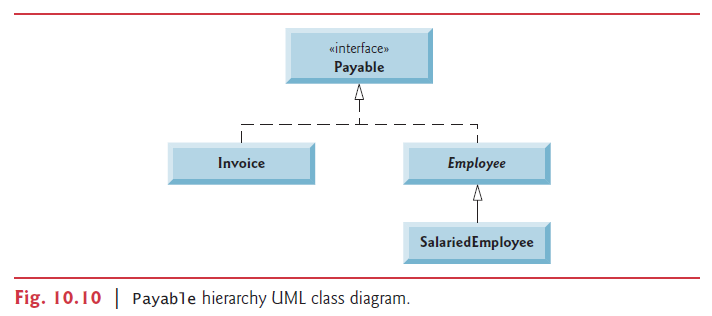 «interface»
Payable
Invoice
Employee
SalariedEmployee
Fig. 10.10 | Payable hierarchy UML class diagram.